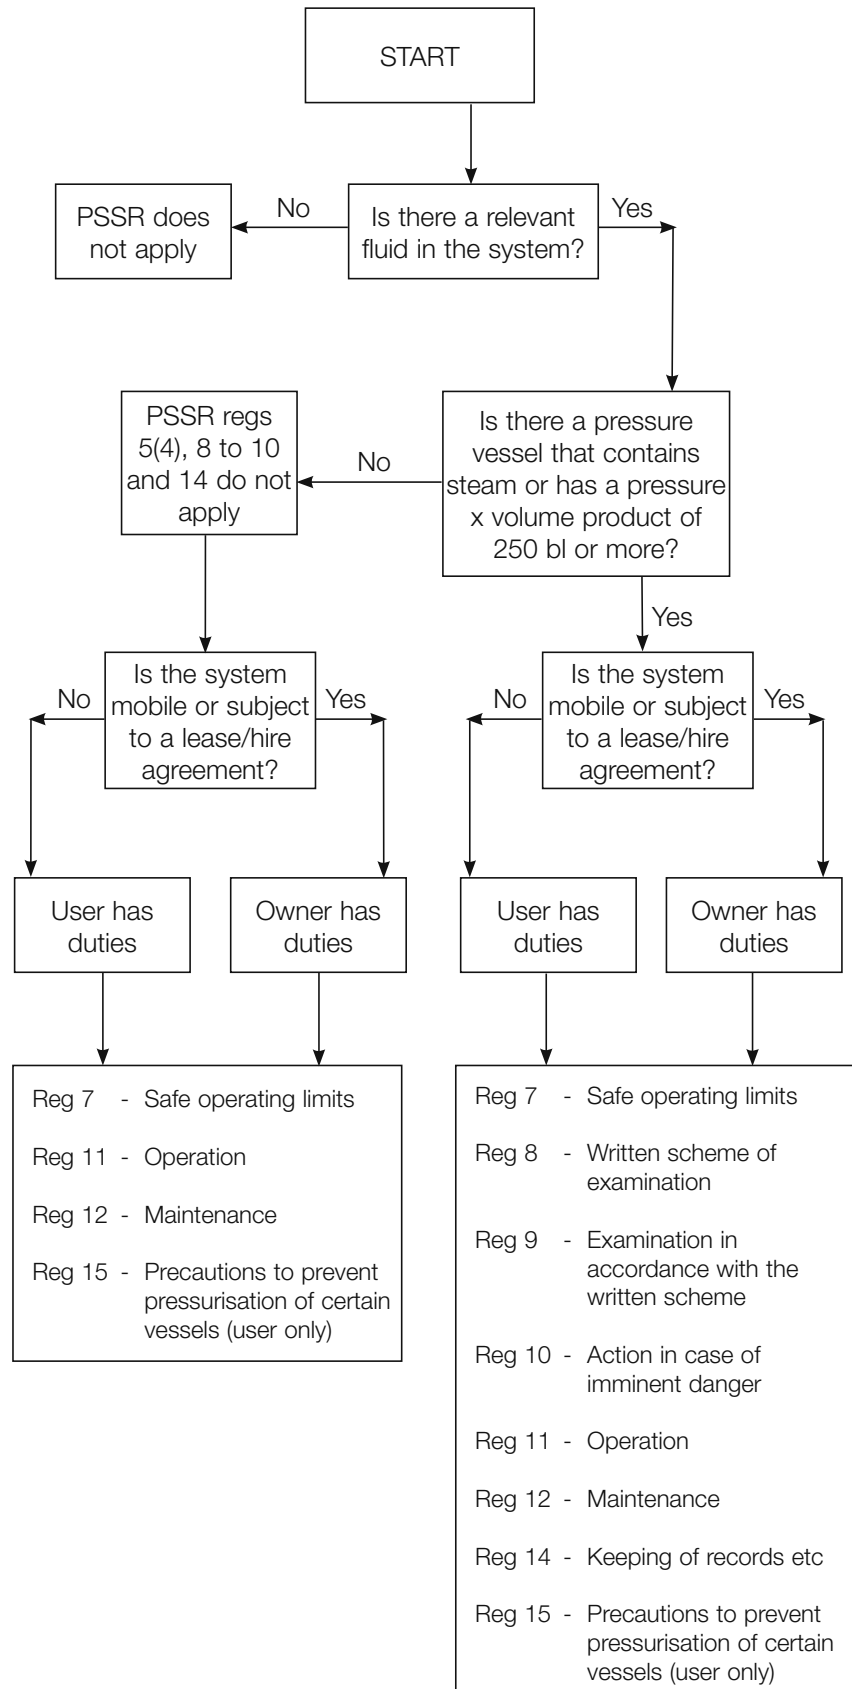 START
PSSR does
not apply
No
Is there a relevant
fluid in the system?
Yes
PSSR regs
5(4), 8 to 10
and 14 do not
apply
No
Is there a pressure
vessel that contains
steam or has a pressure
x volume product of
250 bl or more?
Yes
No
Is the system
mobile or subject
to a lease/hire
agreement?
Yes
No
Is the system
mobile or subject
to a lease/hire
agreement?
Yes
User has
duties
Owner has
duties
User has
duties
Owner has
duties
Reg 7 - Safe operating limits
Reg 11 - Operation
Reg 12 - Maintenance
Reg 15 - Precautions to prevent
pressurisation of certain
vessels (user only)
Reg 7 - Safe operating limits
Reg 8 - Written scheme of
examination
Reg 9 - Examination in
accordance with the
written scheme
Reg 10 - Action in case of
imminent danger
Reg 11 - Operation
Reg 12 - Maintenance
Reg 14 - Keeping of records etc
Reg 15 - Precautions to prevent
pressurisation of certain
vessels (user only)